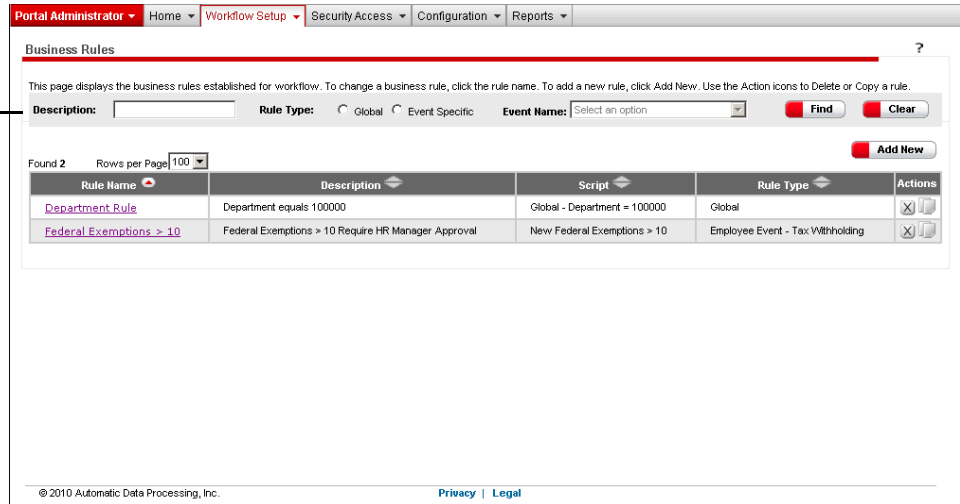 Portal Administrator Home Workflow Setup Security Access Configuration Reports
Business Rules ?
This page displays the business rules established for workflow. To change a business rule, click the rule name. To add a new rule, click Add New. Use the Action icons to Delete or Copy a rule.
Description: Rule Type: Global Event Specific Event Name: Select an option Find Clear
Add New
Found 2 Rows per Page 100
Rule Name Description Script Rule Type Actions
Department Rule Department equals 100000 Global - Department = 100000 Global X
Federal Exemptions > 10 Federal Exemptions > 10 Require HR Manager Approval New Federal Exemptions > 10 Employee Event - Tax Withholding X
© 2010 Automatic Data Processing, Inc. Privacy | Legal